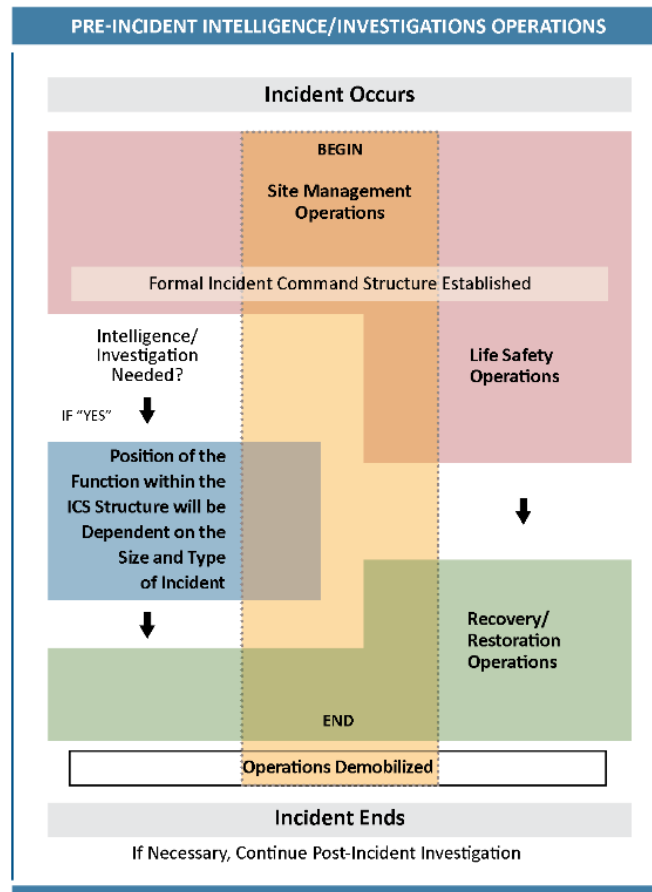 PRE-INCIDENT INTELLIGENCE/INVESTIGATIONS OPERATIONS
Incident Occurs
BEGIN
Site Management
Operations
Formal Incident Command Structure Established
Intelligence/
Investigation
Needed?
IF "YES"
Life Safety
Operations
Position of the
Function within the
ICS Structure will be
Dependent on the
Size and Type
of Incident
Recovery/
Restoration
Operations
END
Operations Demobilized
Incident Ends
If Necessary, Continue Post-Incident Investigation